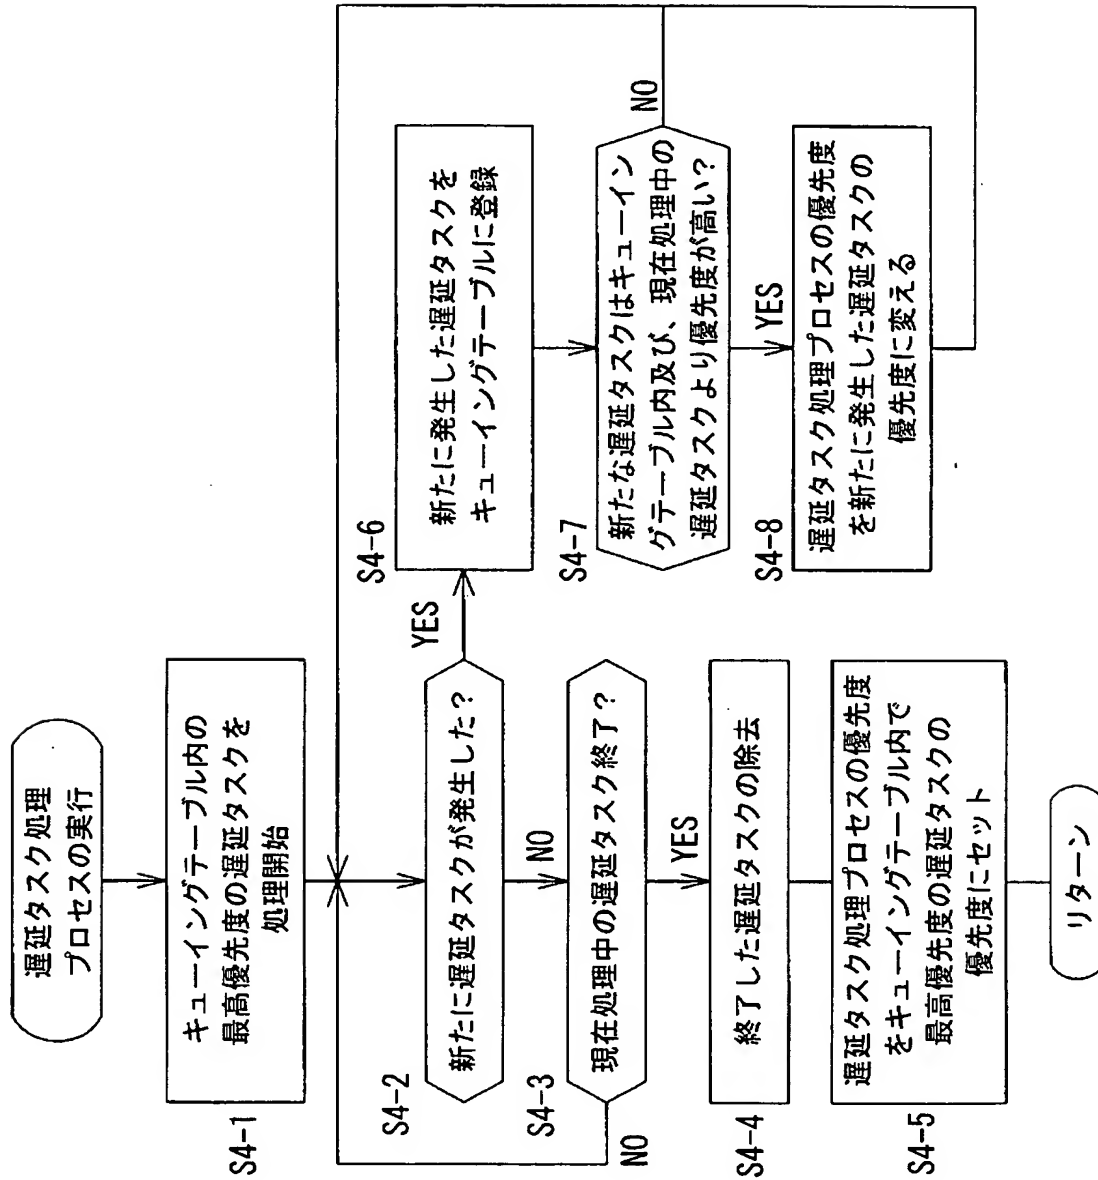 遅延タスク処理
プロセスの実行
S4-1
キューイングテーブル内の
最高優先度の遅延タスクを
処理開始
S4-2
新たに遅延タスクが発生した?
YES
NO
S4-3
現在処理中の遅延タスク終了?
NO
YES
S4-4
終了した遅延タスクの除去
S4-5
遅延タスク処理プロセスの優先度
をキューイングテーブル内で
最高優先度の遅延タスクの
優先度にセット
リターン
S4-6
新たに発生した遅延タスクを
キューイングテーブルに登録
S4-7
新たな遅延タスクはキューイン
グテーブル内及び、現在処理中の
遅延タスクより優先度が高い?
NO
YES
S4-8
遅延タスク処理プロセスの優先度
を新たに発生した遅延タスクの
優先度に変える